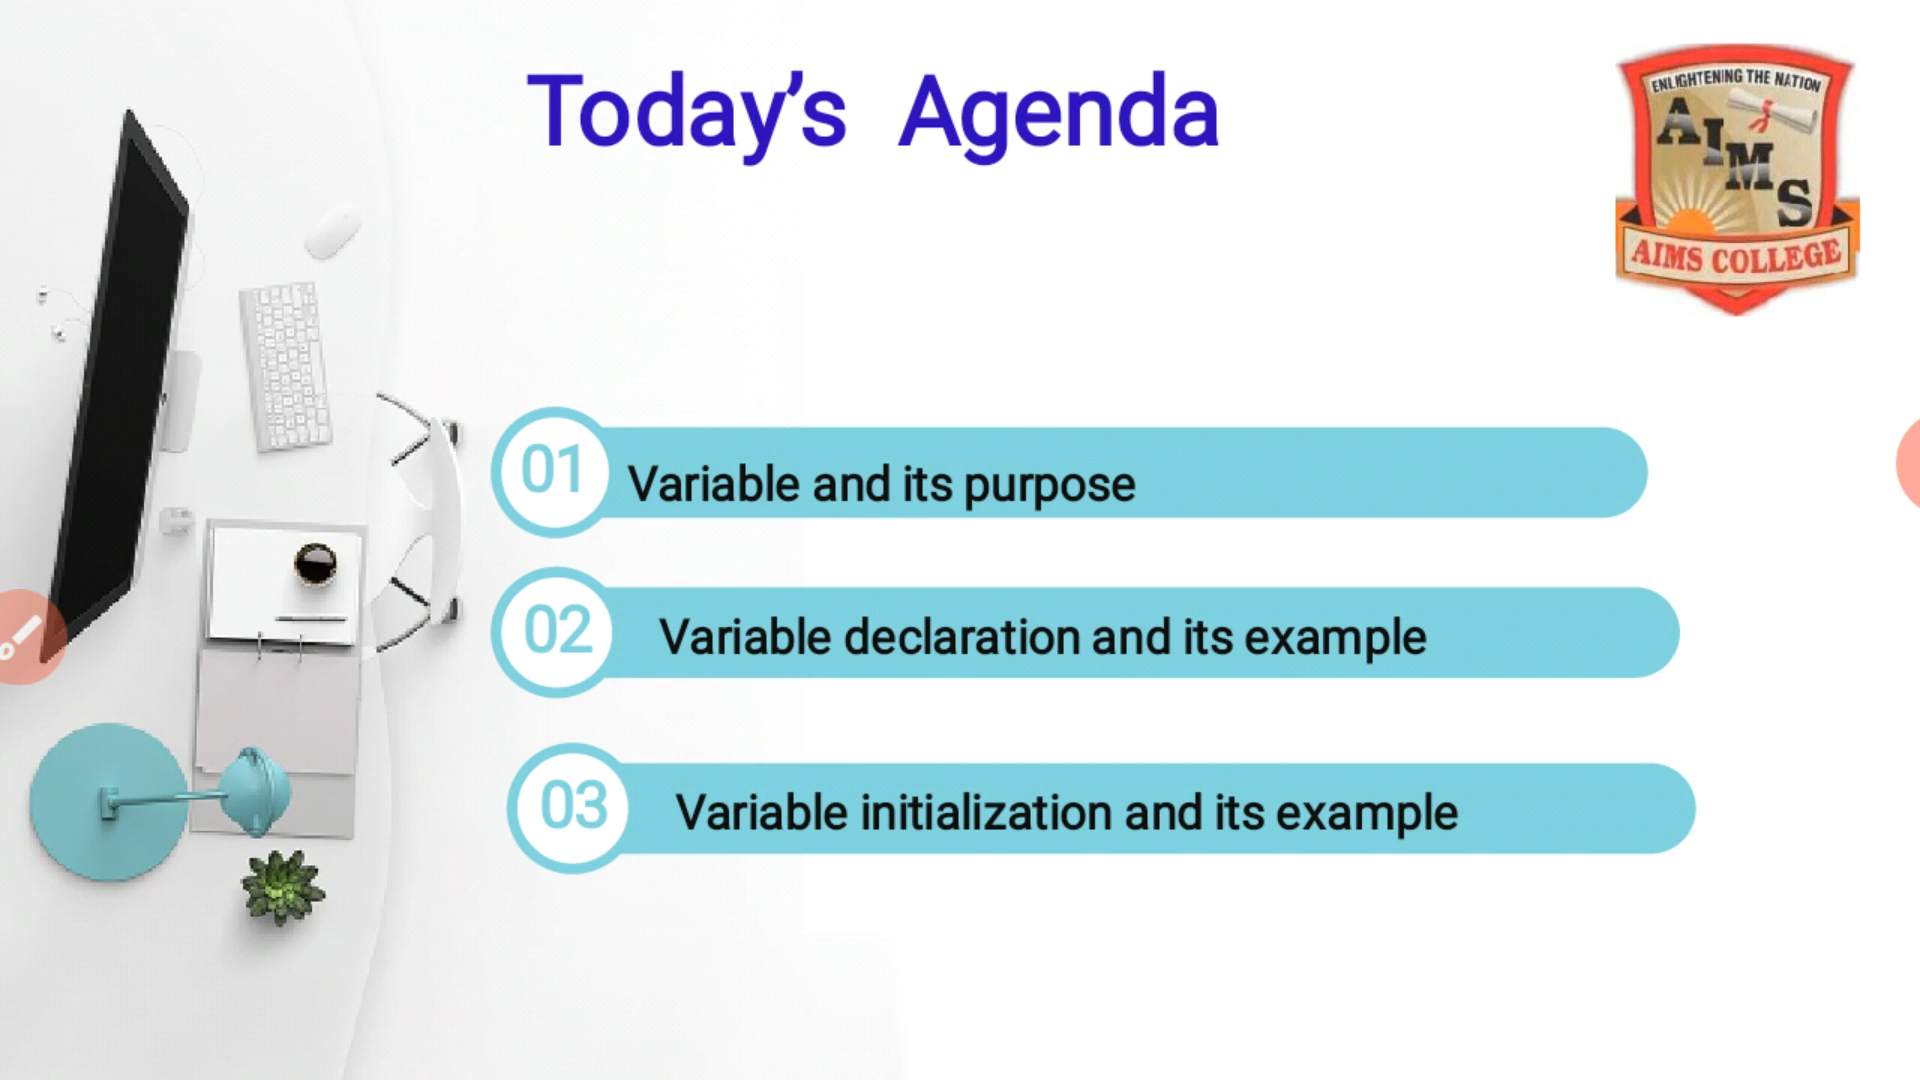 Today’s Agenda
ENLIGHTENING THE NATION
AIMS
AIMS COLLEGE
01 Variable and its purpose
02 Variable declaration and its example
03 Variable initialization and its example